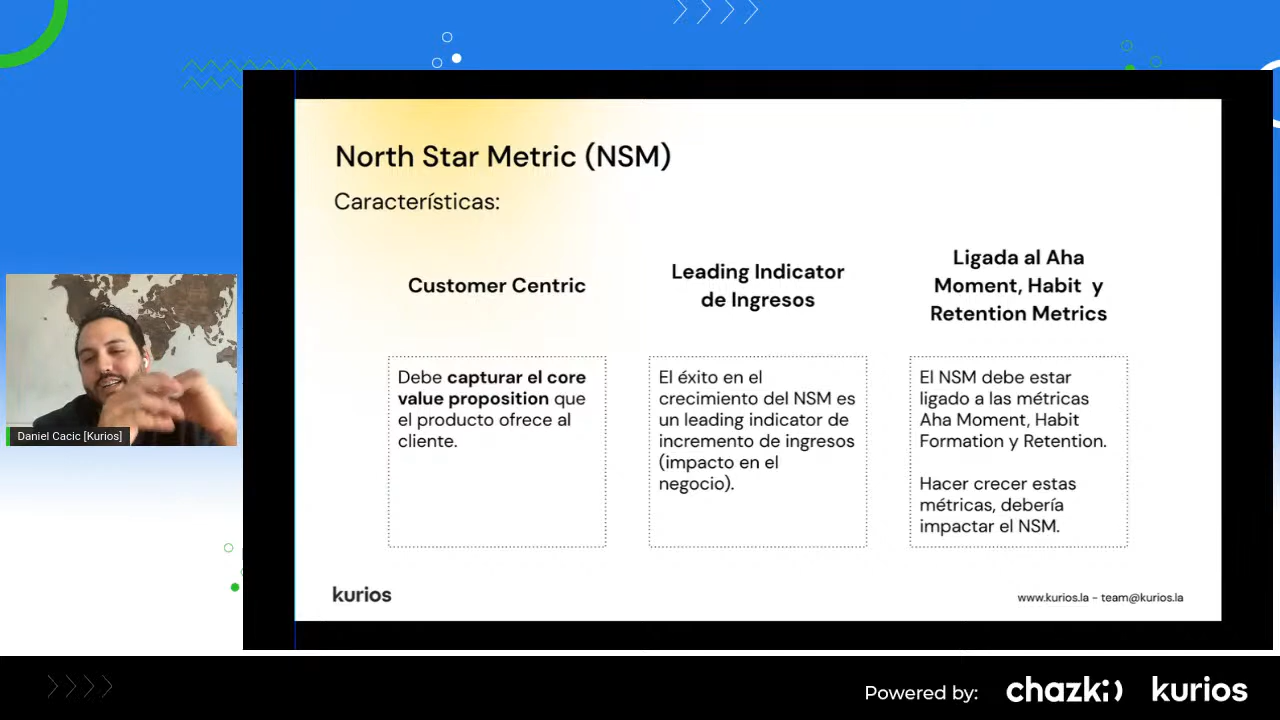 North Star Metric (NSM)
Características:
Customer Centric
Debe capturar el core
value proposition que
el producto ofrece al
cliente.
Leading Indicator
de Ingresos
El éxito en el
crecimiento del NSM es
un leading indicator de
incremento de ingresos
(impacto en el
negocio).
Ligada al Aha
Moment, Habit y
Retention Metrics
El NSM debe estar
ligado a las métricas
Aha Moment, Habit
Formation y Retention.
Hacer crecer estas
métricas, debería
impactar el NSM.
kurios
www.kurios.la - team@kurios.la
Daniel Cacic [Kurios]
Powered by: chazki kurios